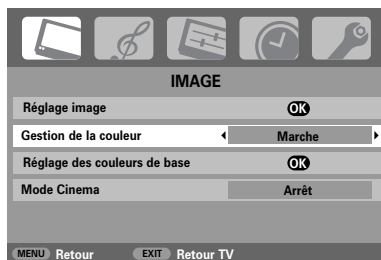 IMAGE
Réglage image OK
Gestion de la couleur Marche
Réglage des couleurs de base OK
Mode Cinema Arrêt
MENU Retour EXIT Retour TV